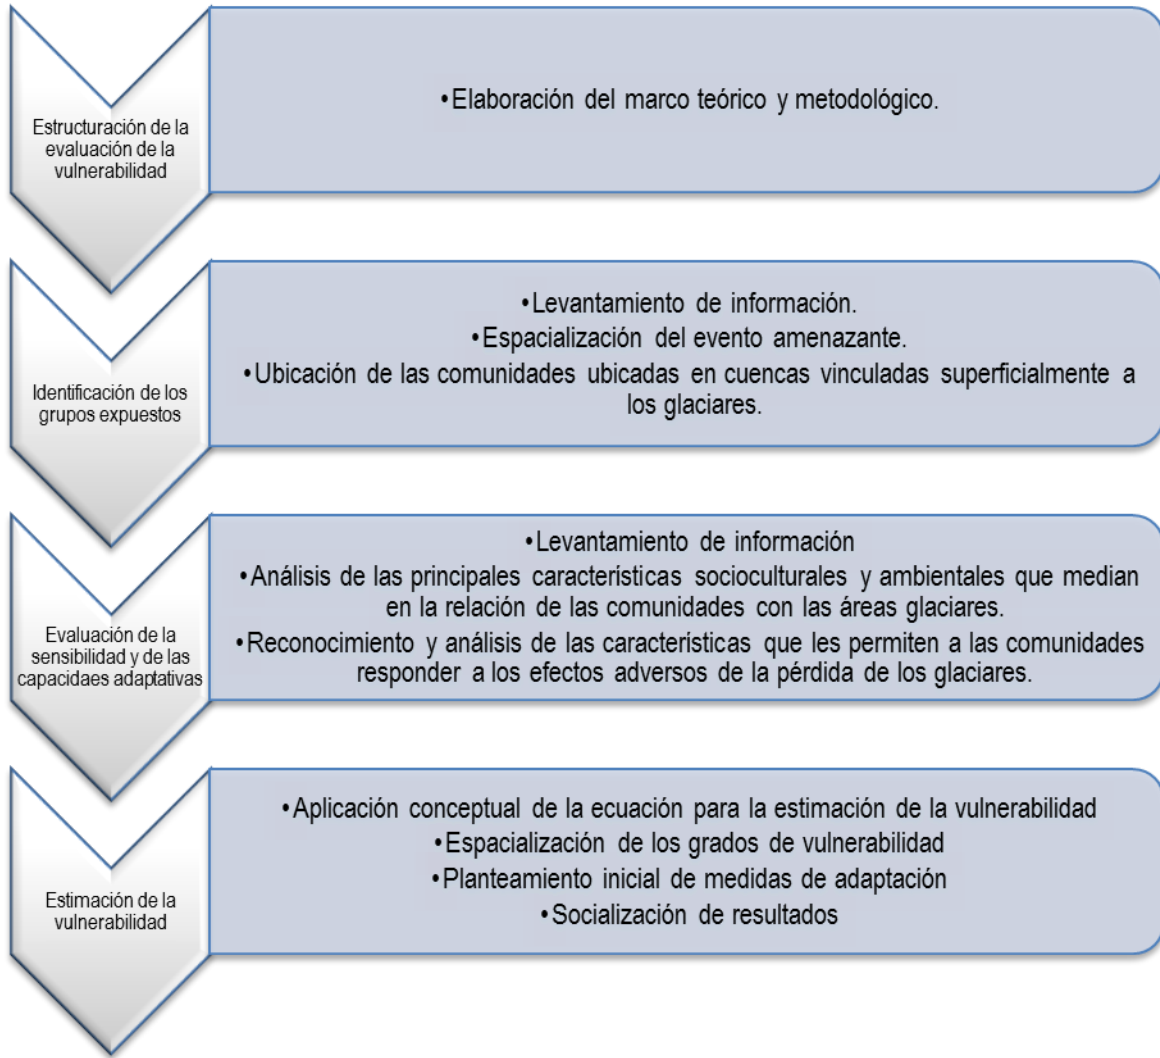 Estructuración de la
evaluación de la
vulnerabilidad
•Elaboración del marco teórico y metodológico.
Identificación de los
grupos expuestos
•Levantamiento de información.
•Espacialización del evento amenazante.
•Ubicación de las comunidades ubicadas en cuencas vinculadas superficialmente a
los glaciares.
Evaluación de la
sensibilidad y de las
capacidaes adaptativas
•Levantamiento de información
•Análisis de las principales características socioculturales y ambientales que median
en la relación de las comunidades con las áreas glaciares.
•Reconocimiento y análisis de las características que les permiten a las comunidades
responder a los efectos adversos de la pérdida de los glaciares.
Estimación de la
vulnerabilidad
•Aplicación conceptual de la ecuación para la estimación de la vulnerabilidad
•Espacialización de los grados de vulnerabilidad
•Planteamiento inicial de medidas de adaptación
•Socialización de resultados